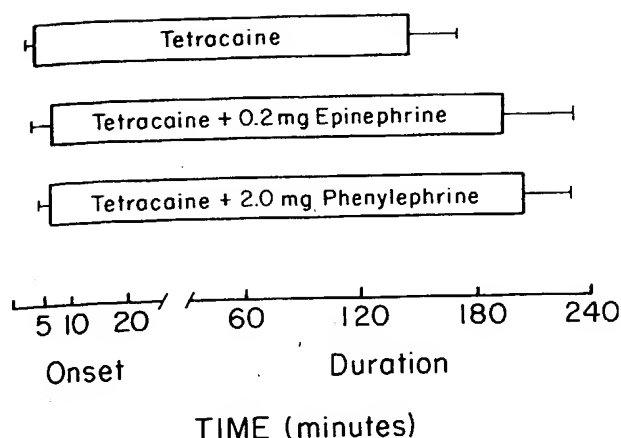 Tetracaine
Tetracaine + 0.2 mg Epinephrine
Tetracaine + 2.0 mg Phenylephrine
5 10 20 60 120 180 240
Onset Duration
TIME (minutes)